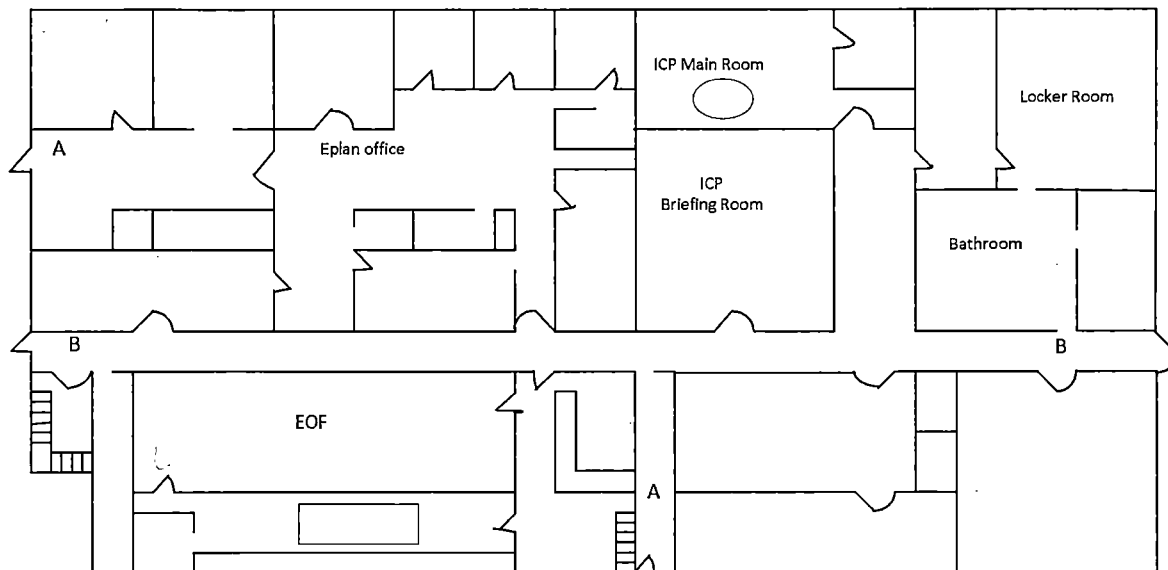 ICP Main Room
Locker Room
A
Eplan office
ICP
Briefing Room
Bathroom
B
B
EOF
A